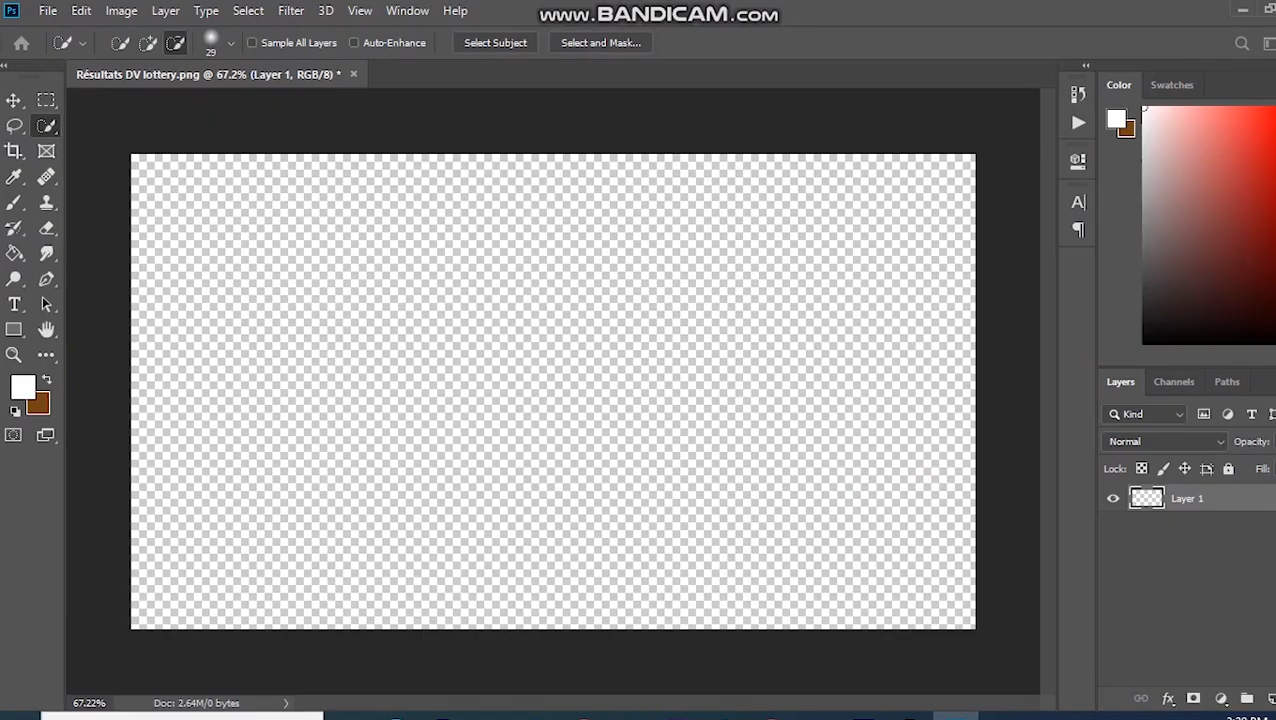 Ps File Edit Image Layer Type Select Filter 3D View Window Help
www.BANDICAM.com
29 Sample All Layers Auto-Enhance Select Subject Select and Mask...
Résultats DV lottery.png @ 67.2% (Layer 1, RGB/8) *
Color Swatches
Layers Channels Paths
Kind
Normal Opacity:
Lock: Fill:
Layer 1
67.22% Doc: 2.64M/0 bytes